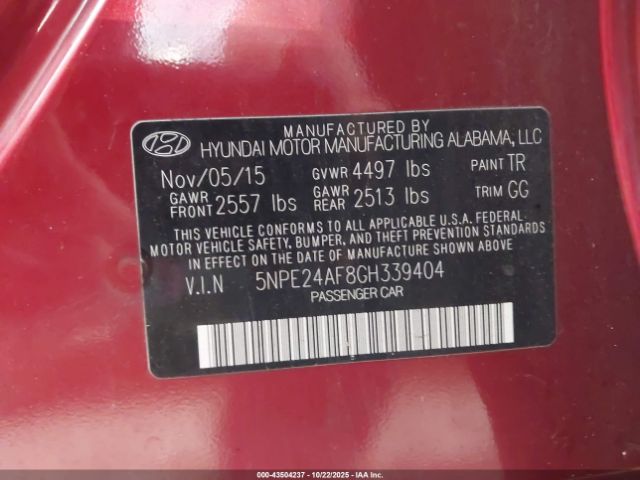 MANUFACTURED BY
HYUNDAI MOTOR MANUFACTURING ALABAMA, LLC
Nov/05/15 GVWR 4497 lbs PAINT TR
GAWR FRONT 2557 lbs GAWR REAR 2513 lbs TRIM GG
THIS VEHICLE CONFORMS TO ALL APPLICABLE U.S.A. FEDERAL
MOTOR VEHICLE SAFETY, BUMPER, AND THEFT PREVENTION STANDARDS
IN EFFECT ON THE DATE OF MANUFACTURE SHOWN ABOVE
V.I.N 5NPE24AF8GH339404
PASSENGER CAR
000-43504237 - 10/22/2025 - IAA Inc.